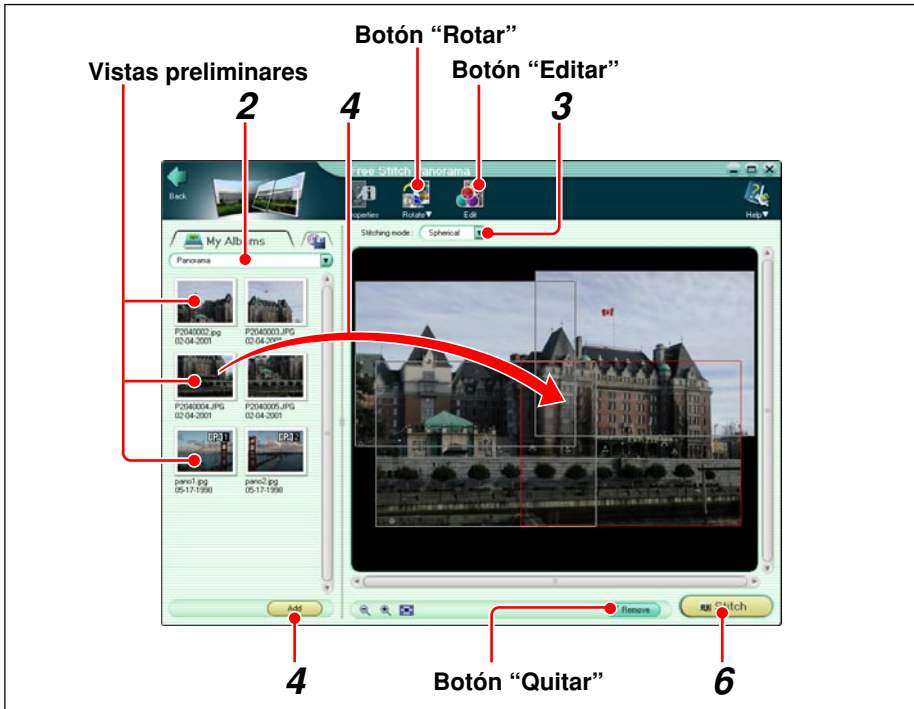 Botón “Rotar”
Vistas preliminares
Botón “Editar”
2
4
3
Free Stitch Panorama
Back
Properties
Rotate▼
Edit
Help▼
My Albums
Stitching mode :
Spherical
Panorama
P2040002.jpg
02-04-2001
P2040003.JPG
02-04-2001
P2040004.JPG
02-04-2001
P2040005.JPG
02-04-2001
pano1.jpg
05-17-1998
pano2.jpg
05-17-1998
Add
Remove
Stitch
4
Botón “Quitar”
6